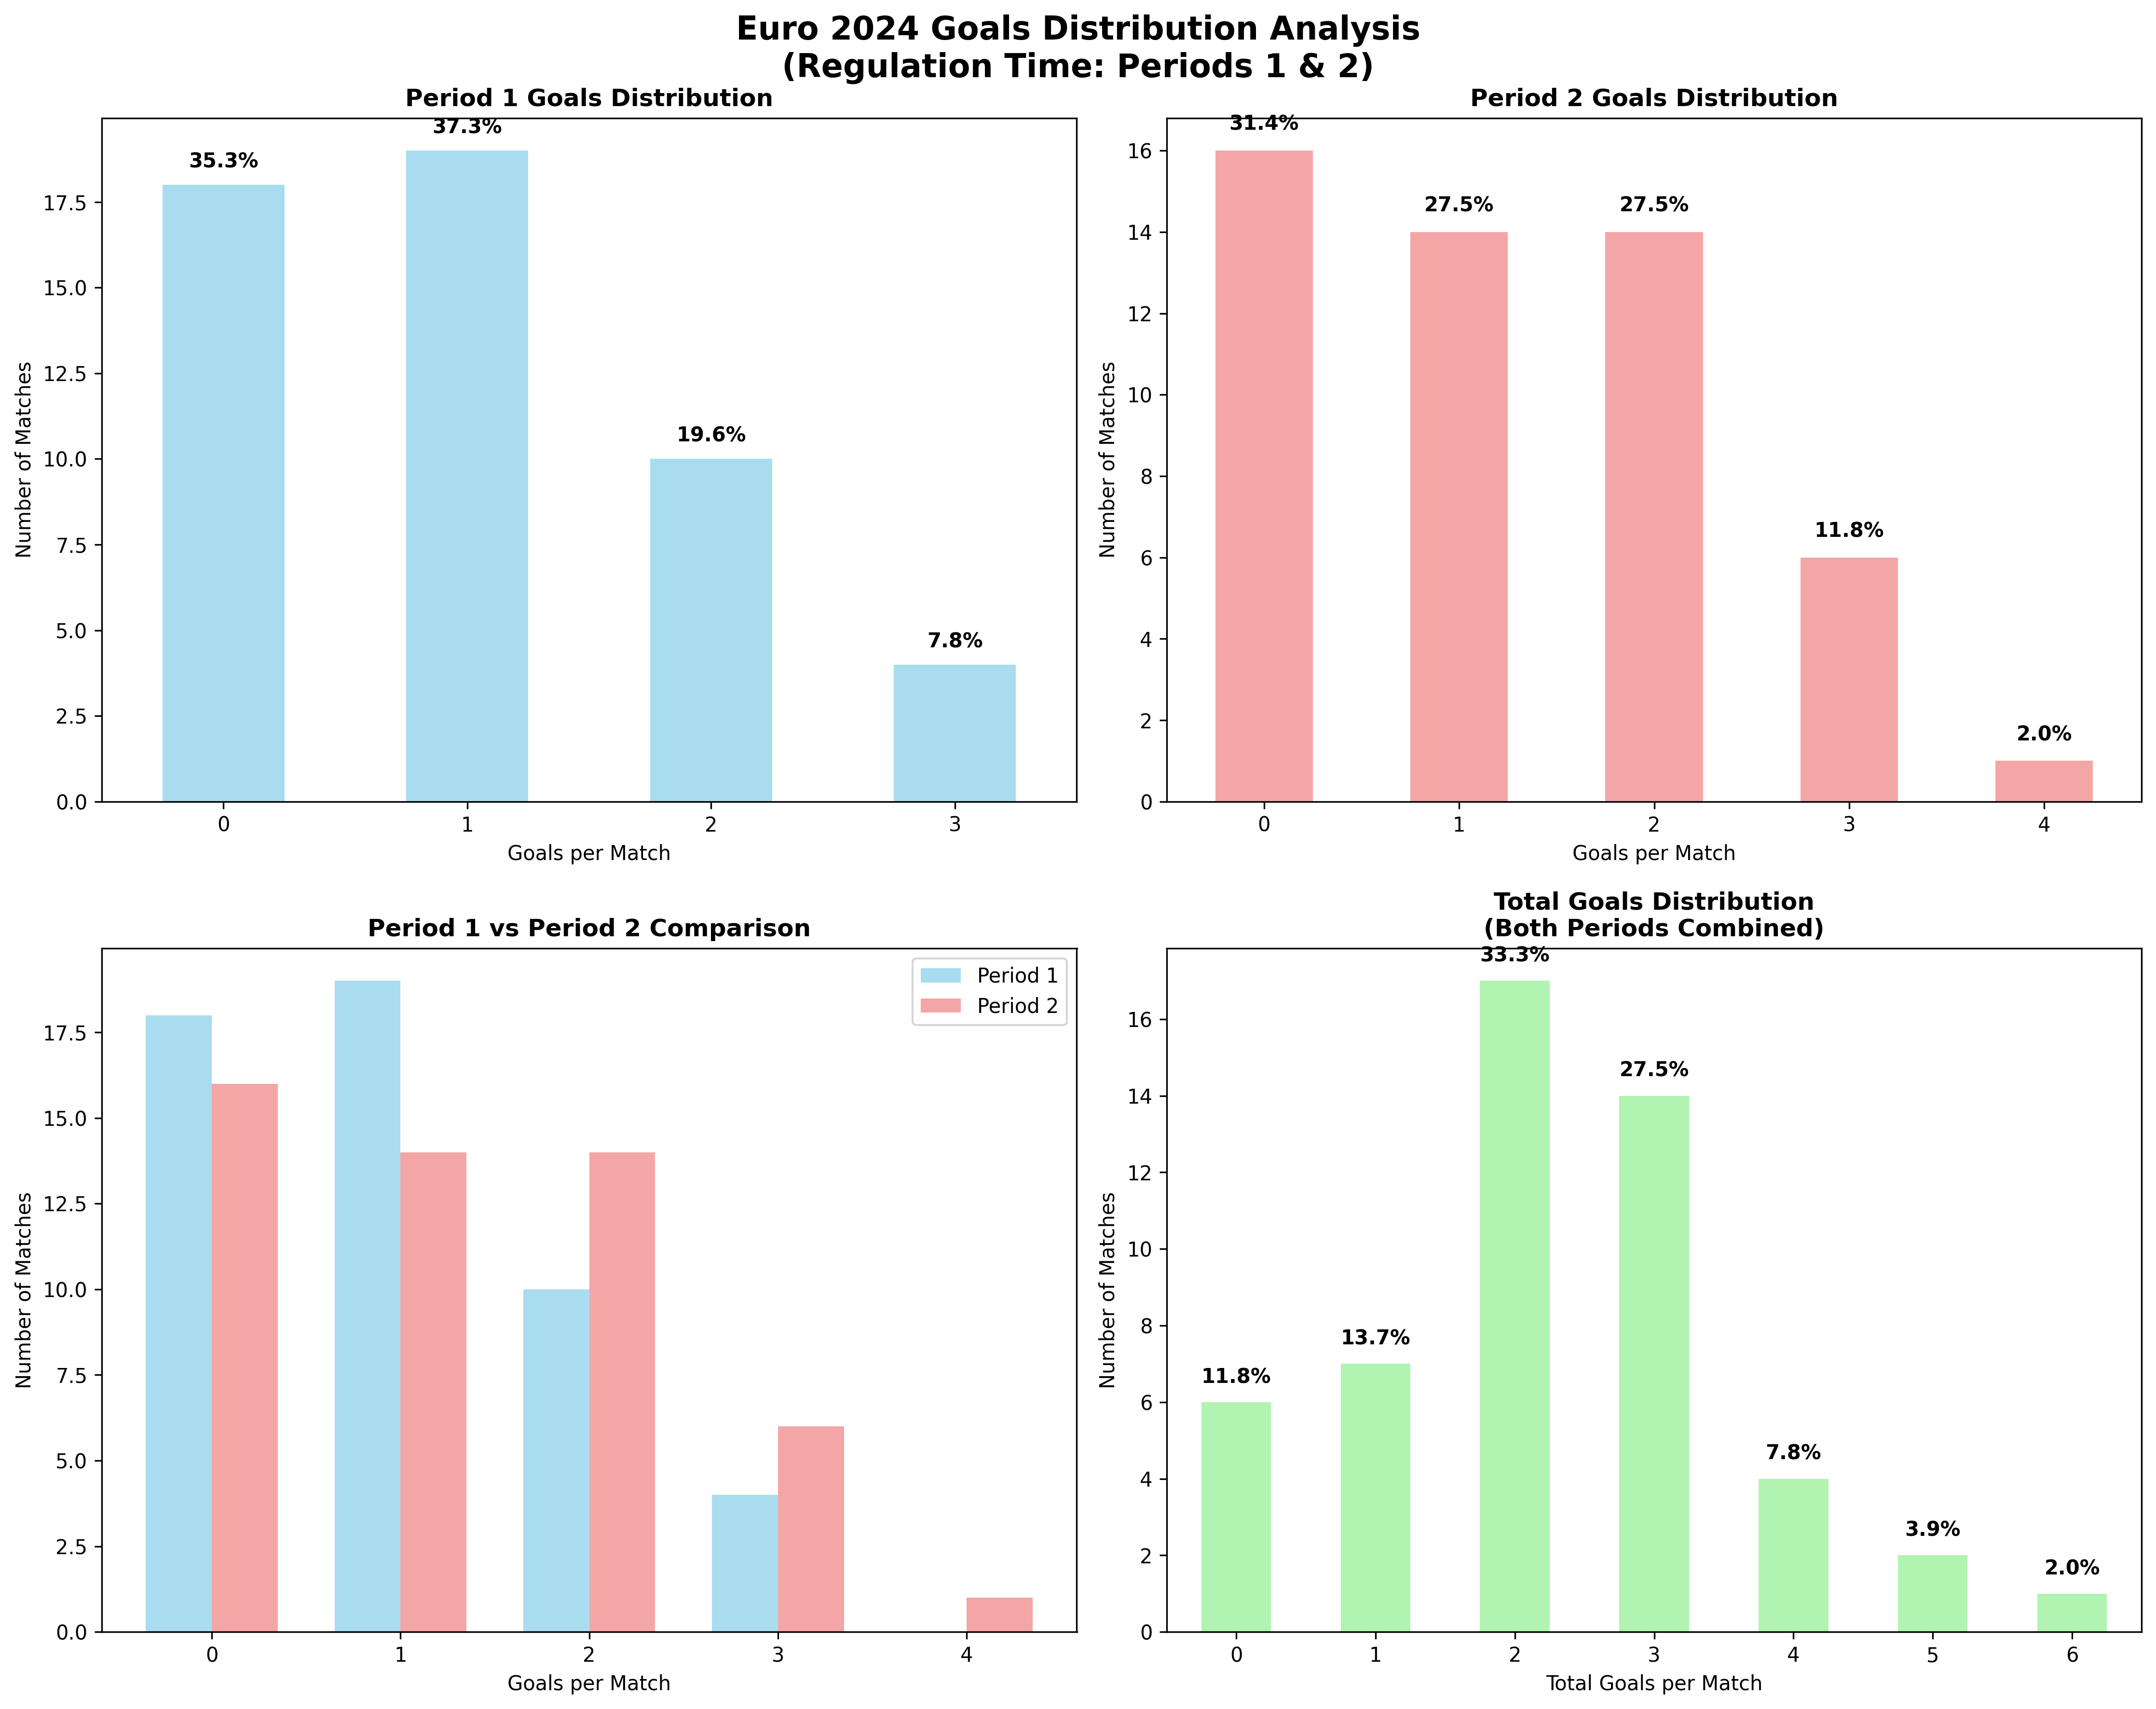 Euro 2024 Goals Distribution Analysis
(Regulation Time: Periods 1 & 2)
Period 1 Goals Distribution
37.3%
35.3%
19.6%
7.8%
17.5
15.0
12.5
10.0
7.5
5.0
2.5
0.0
Number of Matches
0 1 2 3
Goals per Match
Period 2 Goals Distribution
31.4%
27.5% 27.5%
11.8%
2.0%
16
14
12
10
8
6
4
2
0
Number of Matches
0 1 2 3 4
Goals per Match
Period 1 vs Period 2 Comparison
Period 1
Period 2
17.5
15.0
12.5
10.0
7.5
5.0
2.5
0.0
Number of Matches
0 1 2 3 4
Goals per Match
Total Goals Distribution
(Both Periods Combined)
33.3%
27.5%
13.7%
11.8%
7.8%
3.9%
2.0%
16
14
12
10
8
6
4
2
0
Number of Matches
0 1 2 3 4 5 6
Total Goals per Match